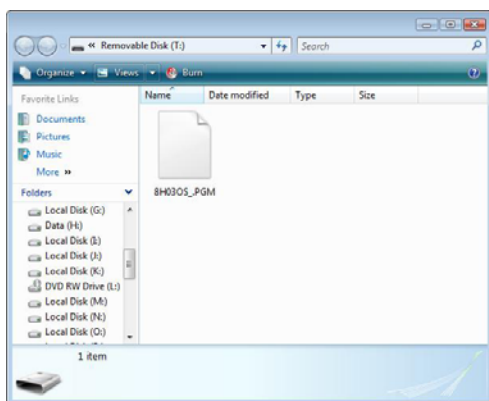 « Removable Disk (T:)
Search
Organize
Views
Burn
Favorite Links
Documents
Pictures
Music
More »
Folders
Local Disk (G:)
Data (H:)
Local Disk (I:)
Local Disk (J:)
Local Disk (K:)
DVD RW Drive (L:)
Local Disk (M:)
Local Disk (N:)
Local Disk (O:)
Name Date modified Type Size
8H03OS_.PGM
1 item